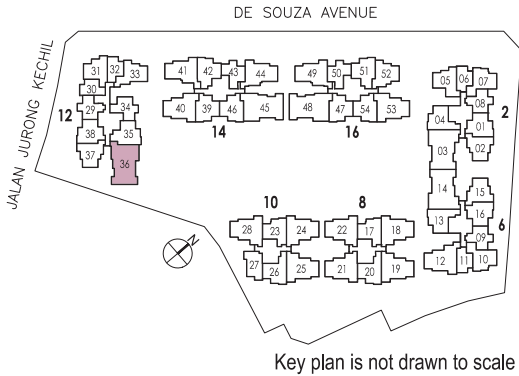 DE SOUZA AVENUE
JALAN JURONG KECHIL
31 32 33 41 42 43 44 49 50 51 52 05 06 07
30 34 08
12 29 40 39 46 45 48 47 54 53 04 01 2
38 35 14 16 02
37 36 03
14 15
10 8 13 16 6
28 23 24 22 17 18 09
N
27 26 25 21 20 19 12 11 10
Key plan is not drawn to scale